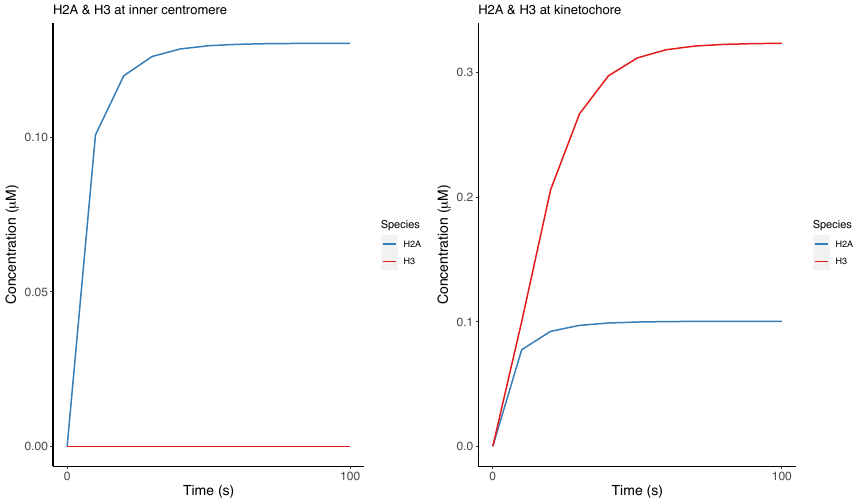 H2A & H3 at inner centromere
Concentration (μM)
0.10
0.05
0.00
0
100
Time (s)
Species
H2A
H3
H2A & H3 at kinetochore
Concentration (μM)
0.3
0.2
0.1
0.0
0
100
Time (s)
Species
H2A
H3